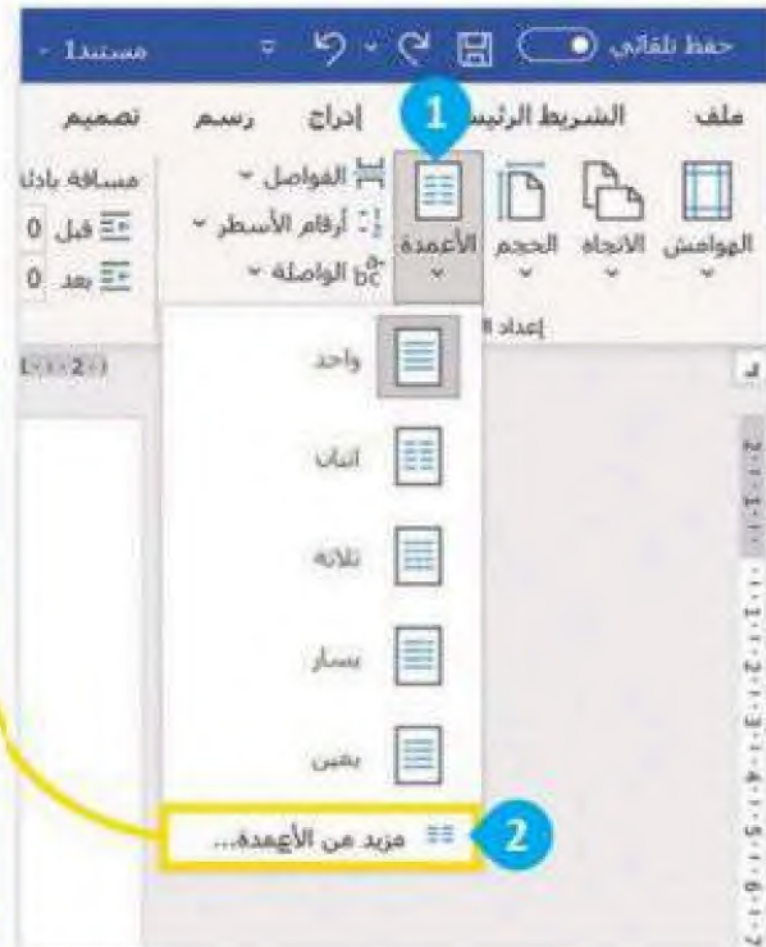 حفظ تلقائي مستند1
ملف الشريط الرئيس 1 إدراج رسم تصميم
الهوامش الاتجاه الحجم الأعمدة
الفواصل
أرقام الأسطر
الواصلة
مسافة بادئة
قبل 0
بعد 0
إعداد ا
واحد
اثنان
ثلاثة
يسار
يمين
2 مزيد من الأعمدة...